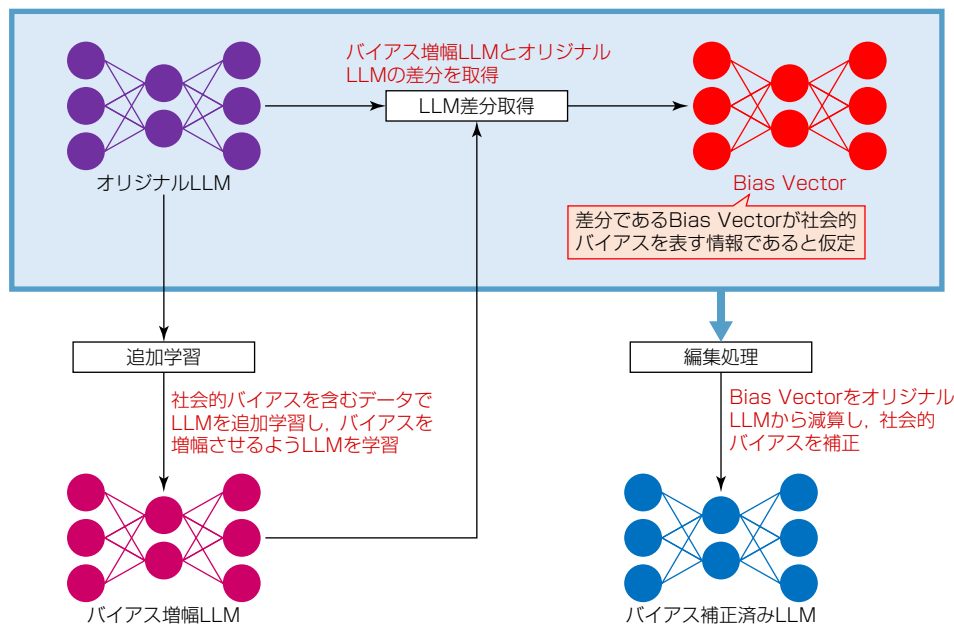 バイアス増幅LLMとオリジナル
LLMの差分を取得
LLM差分取得
オリジナルLLM
Bias Vector
差分であるBias Vectorが社会的
バイアスを表す情報であると仮定
追加学習
編集処理
社会的バイアスを含むデータで
LLMを追加学習し，バイアスを
増幅させるようLLMを学習
Bias Vectorをオリジナル
LLMから減算し，社会的
バイアスを補正
バイアス増幅LLM
バイアス補正済みLLM